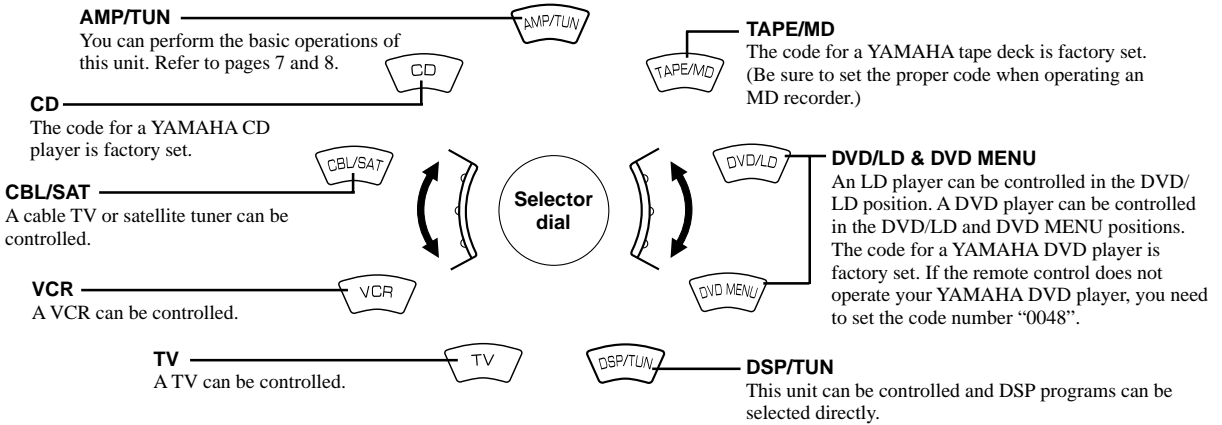 AMP/TUN
You can perform the basic operations of
this unit. Refer to pages 7 and 8.
AMP/TUN
TAPE/MD
The code for a YAMAHA tape deck is factory set.
(Be sure to set the proper code when operating an
MD recorder.)
TAPE/MD
CD
CD
The code for a YAMAHA CD
player is factory set.
CBL/SAT
CBL/SAT
A cable TV or satellite tuner can be
controlled.
Selector
dial
DVD/LD
DVD/LD & DVD MENU
An LD player can be controlled in the DVD/
LD position. A DVD player can be controlled
in the DVD/LD and DVD MENU positions.
The code for a YAMAHA DVD player is
factory set. If the remote control does not
operate your YAMAHA DVD player, you need
to set the code number “0048”.
VCR
A VCR can be controlled.
VCR
DVD MENU
TV
A TV can be controlled.
TV
DSP/TUN
DSP/TUN
This unit can be controlled and DSP programs can be
selected directly.